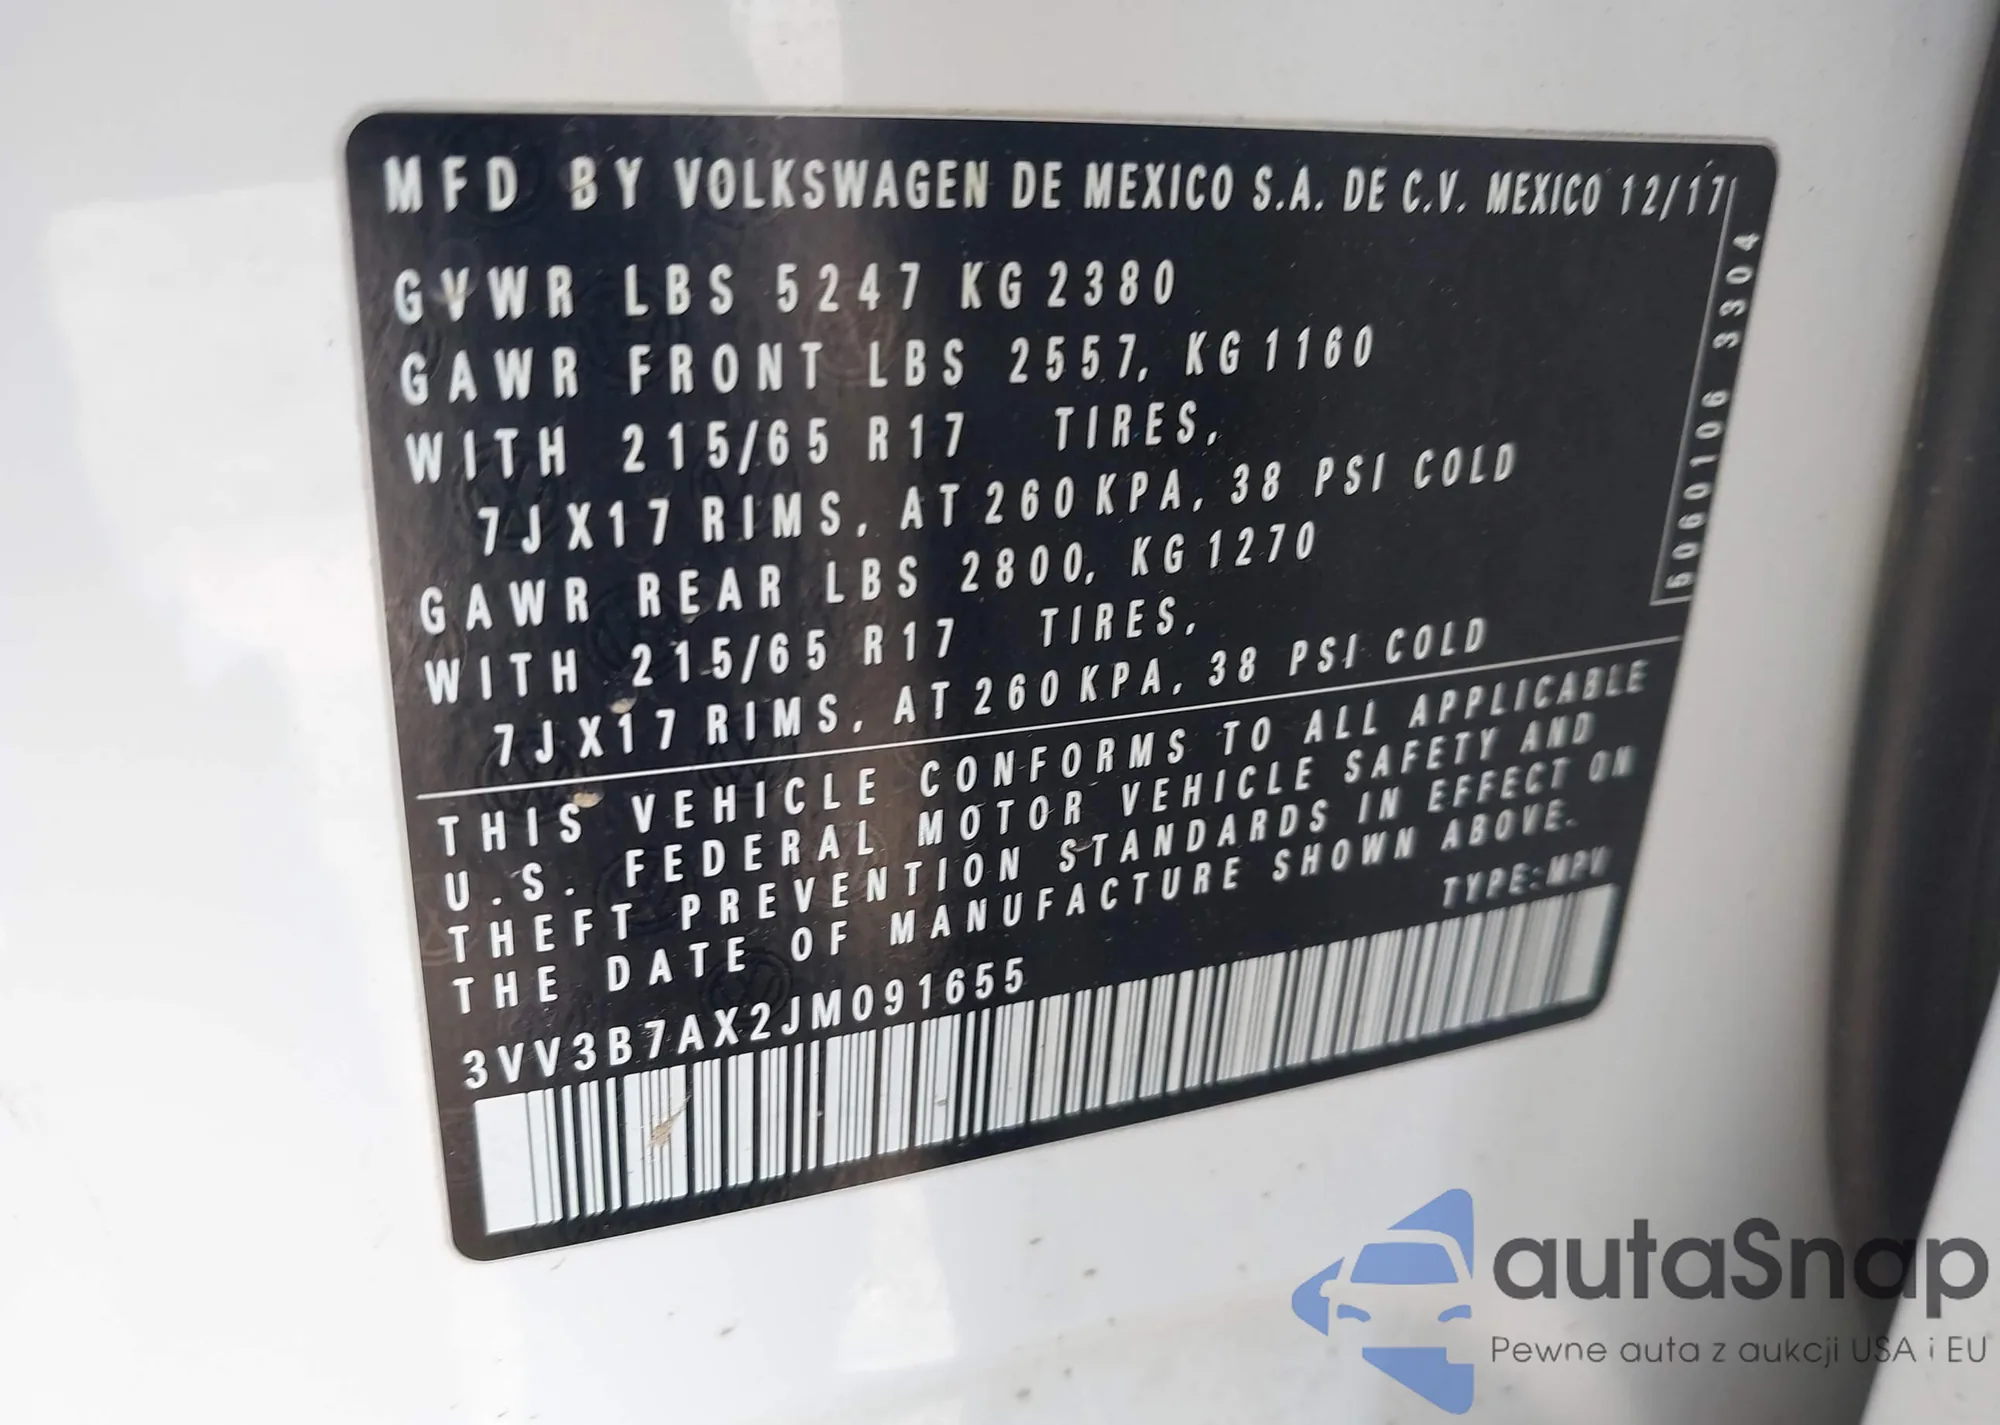 MFD BY VOLKSWAGEN DE MEXICO S.A. DE C.V. MEXICO 12/17
GVWR LBS 5247 KG 2380
GAWR FRONT LBS 2557, KG 1160
WITH 215/65 R17 TIRES,
7JX17 RIMS, AT 260 KPA, 38 PSI COLD
GAWR REAR LBS 2800, KG 1270
WITH 215/65 R17 TIRES,
7JX17 RIMS, AT 260 KPA, 38 PSI COLD
5060106 3304
THIS VEHICLE CONFORMS TO ALL APPLICABLE
U.S. FEDERAL MOTOR VEHICLE SAFETY AND
THEFT PREVENTION STANDARDS IN EFFECT ON
THE DATE OF MANUFACTURE SHOWN ABOVE.
TYPE:MPV
3VV3B7AX2JM091655
autaSnap
Pewne auta z aukcji USA i EU